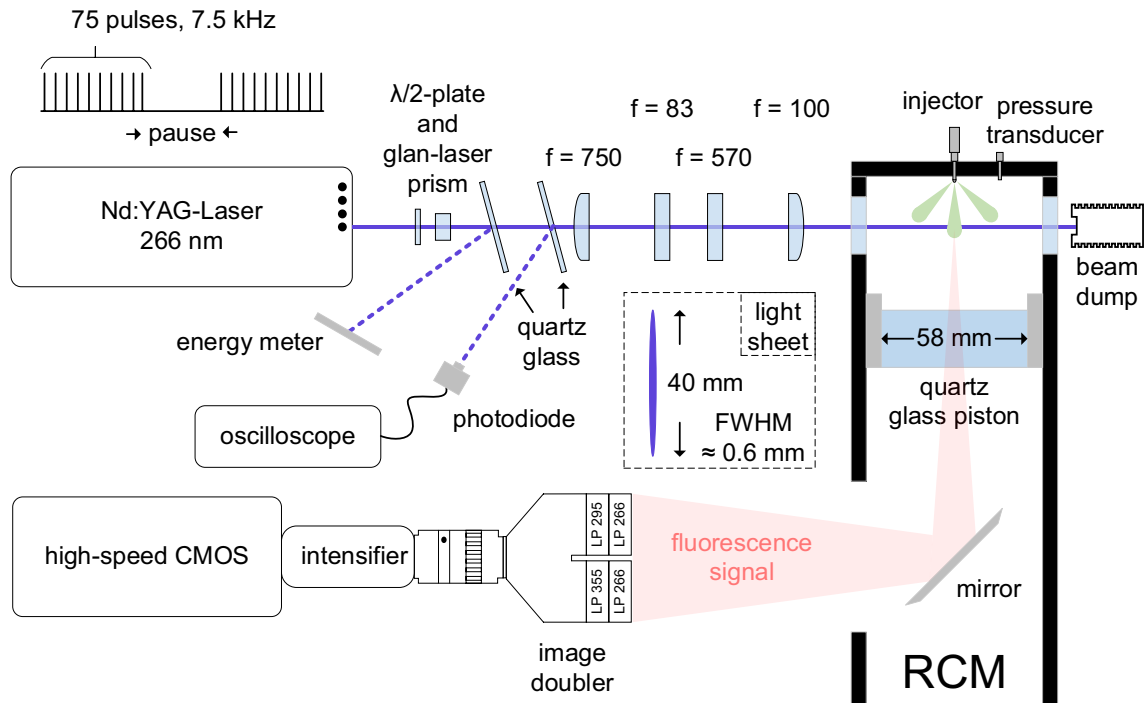 75 pulses, 7.5 kHz
pause
λ/2-plate
and
glan-laser
prism
f = 750
f = 83
f = 570
f = 100
injector
pressure
transducer
Nd:YAG-Laser
266 nm
beam
dump
energy meter
quartz
glass
photodiode
oscilloscope
light
sheet
40 mm
FWHM
≈ 0.6 mm
58 mm
quartz
glass piston
high-speed CMOS
intensifier
LP 295
LP 266
LP 355
LP 266
fluorescence
signal
mirror
image
doubler
RCM